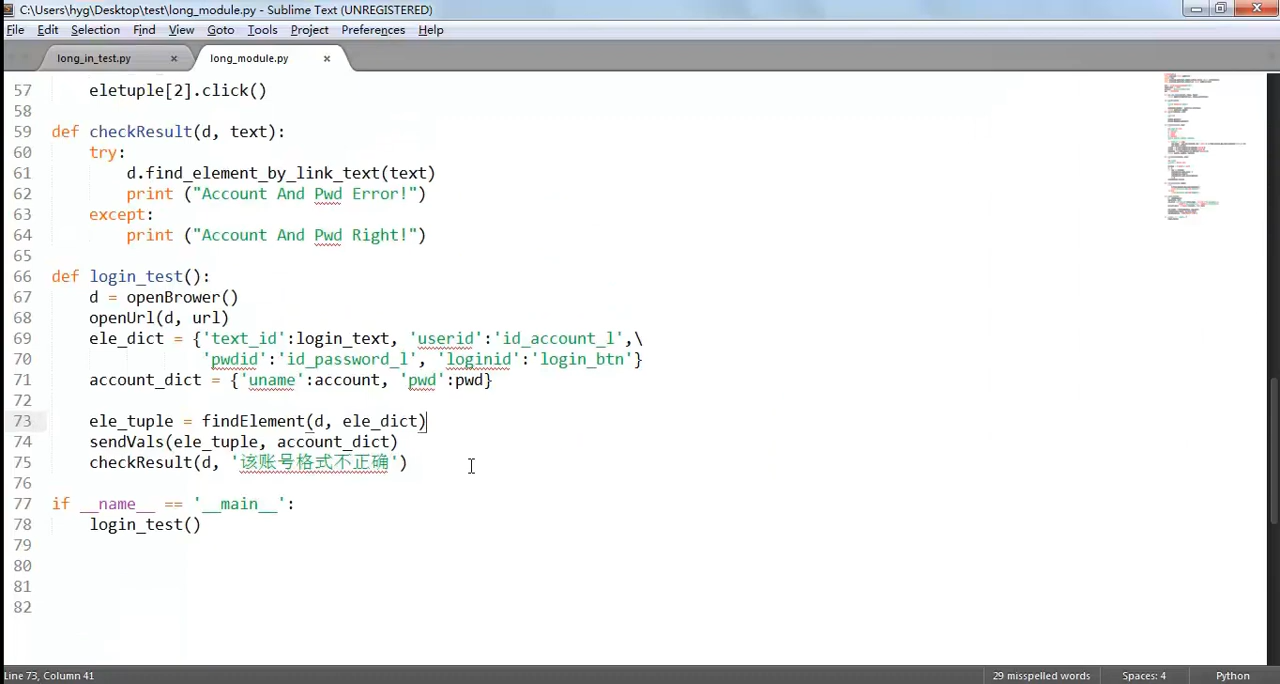 C:\Users\hyg\Desktop\test\long_module.py - Sublime Text (UNREGISTERED)
File Edit Selection Find View Goto Tools Project Preferences Help
long_in_test.py × long_module.py ×
57 eletuple[2].click()
58
59 def checkResult(d, text):
60 try:
61 d.find_element_by_link_text(text)
62 print ("Account And Pwd Error!")
63 except:
64 print ("Account And Pwd Right!")
65
66 def login_test():
67 d = openBrower()
68 openUrl(d, url)
69 ele_dict = {'text_id':login_text, 'userid':'id_account_l',\
70 'pwdid':'id_password_l', 'loginid':'login_btn'}
71 account_dict = {'uname':account, 'pwd':pwd}
72
73 ele_tuple = findElement(d, ele_dict)
74 sendVals(ele_tuple, account_dict)
75 checkResult(d, '该账号格式不正确')
76
77 if __name__ == '__main__':
78 login_test()
79
80
81
82
Line 73, Column 41 29 misspelled words Spaces: 4 Python